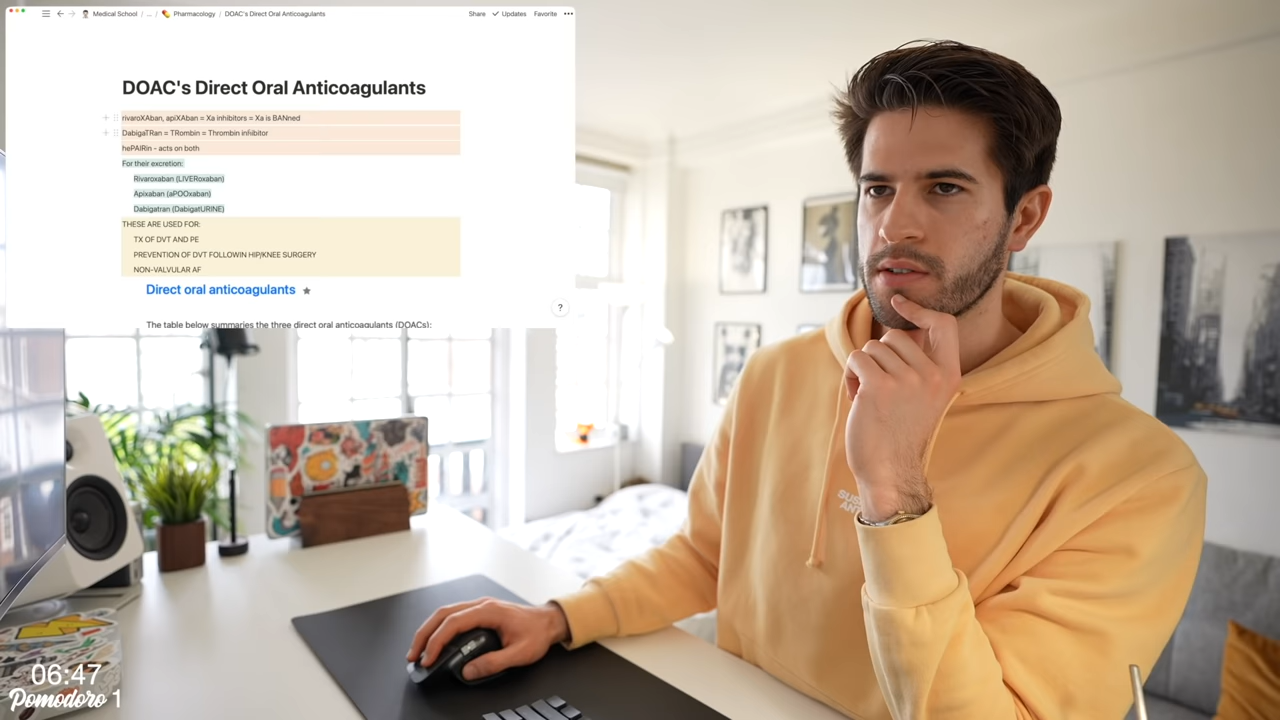 Medical School / ... / Pharmacology / DOAC's Direct Oral Anticoagulants
Share Updates Favorite
DOAC's Direct Oral Anticoagulants
rivaroXAban, apiXAban = Xa inhibitors = Xa is BANned
DabigaTRan = TRombin = Thrombin inhibitor
hePAIRin - acts on both
For their excretion:
Rivaroxaban (LIVERoxaban)
Apixaban (aPOOxaban)
Dabigatran (DabigatURINE)
THESE ARE USED FOR:
TX OF DVT AND PE
PREVENTION OF DVT FOLLOWIN HIP/KNEE SURGERY
NON-VALVULAR AF
Direct oral anticoagulants
?
The table below summaries the three direct oral anticoagulants (DOACs):
06:47
Pomodoro 1